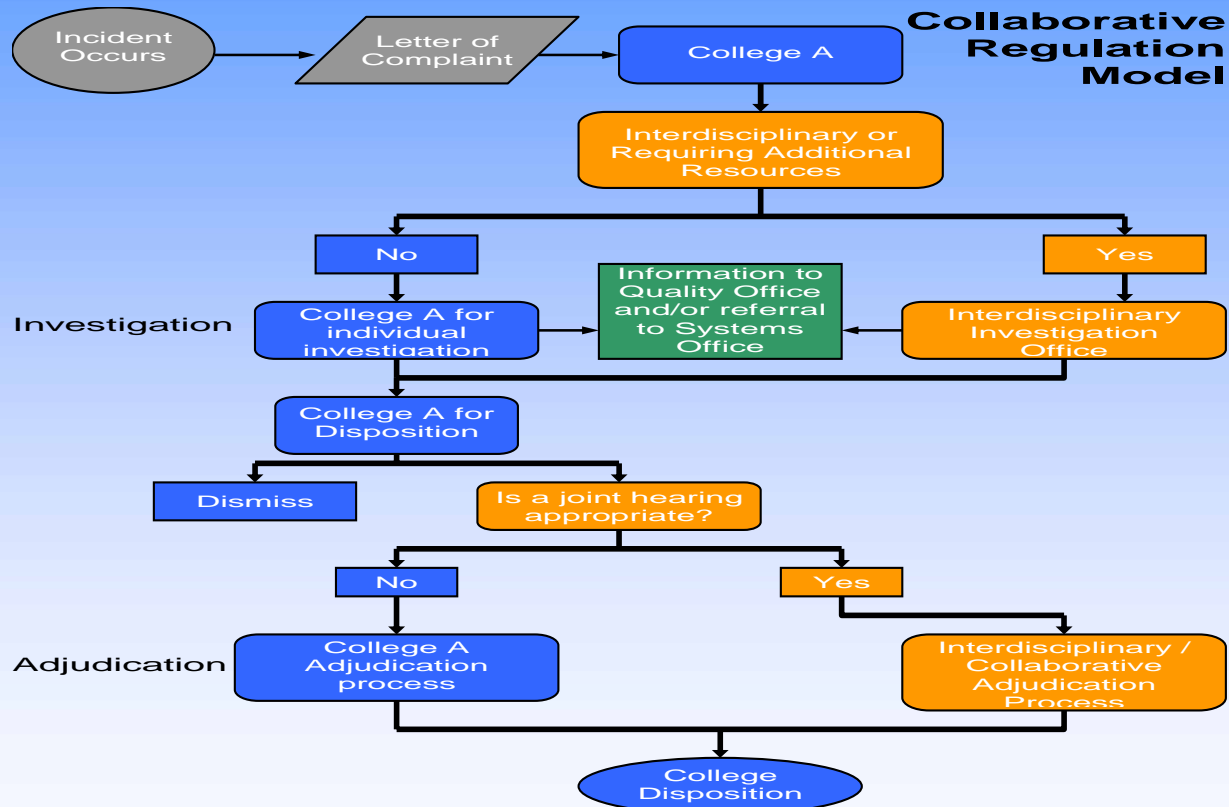 Collaborative
Regulation
Model
Incident
Occurs
Letter of
Complaint
College A
Interdisciplinary or
Requiring Additional
Resources
No
Yes
Investigation
College A for
individual
investigation
Information to
Quality Office
and/or referral
to Systems
Office
Interdisciplinary
Investigation
Office
College A for
Disposition
Dismiss
Is a joint hearing
appropriate?
No
Yes
Adjudication
College A
Adjudication
process
Interdisciplinary /
Collaborative
Adjudication
Process
College
Disposition